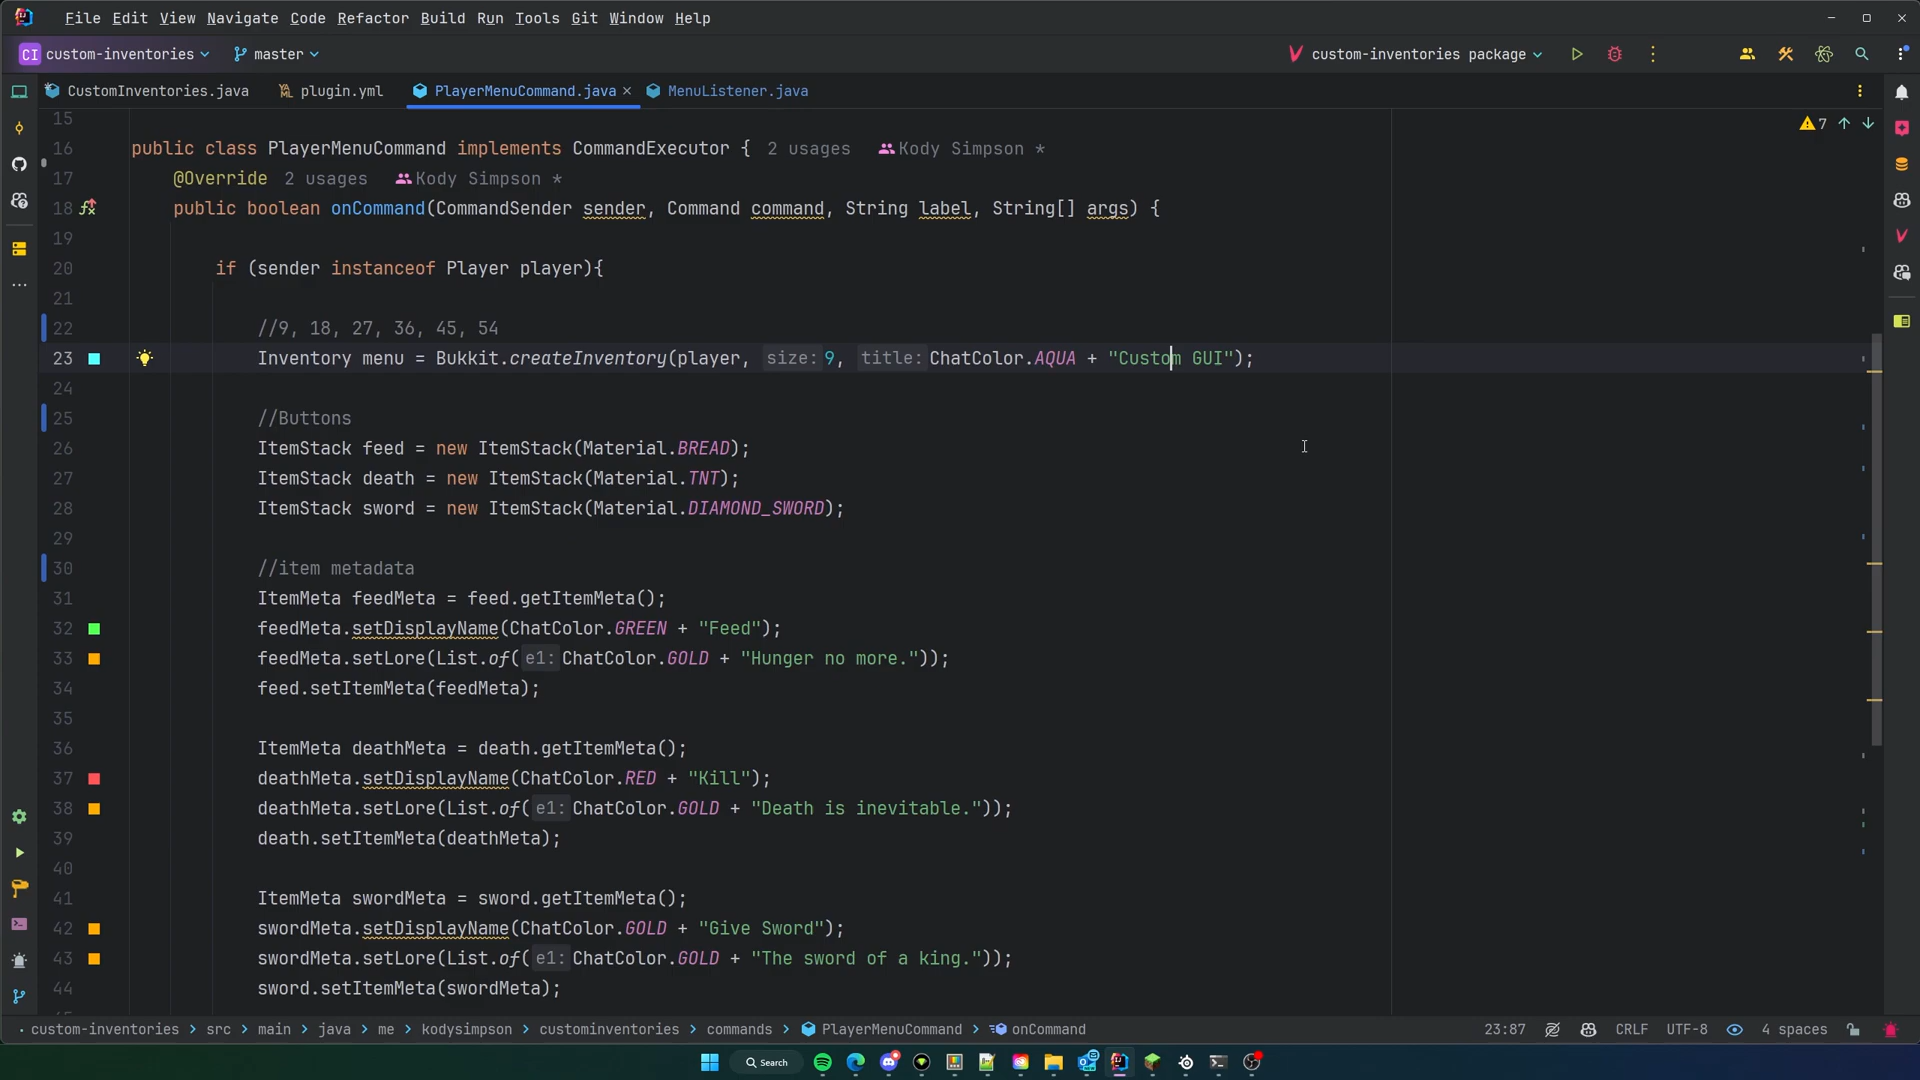 File Edit View Navigate Code Refactor Build Run Tools Git Window Help
CI custom-inventories master custom-inventories package
CustomInventories.java plugin.yml PlayerMenuCommand.java MenuListener.java
15
16 public class PlayerMenuCommand implements CommandExecutor { 2 usages Kody Simpson *
17 @Override 2 usages Kody Simpson *
18 public boolean onCommand(CommandSender sender, Command command, String label, String[] args) {
19
20 if (sender instanceof Player player){
21
22 //9, 18, 27, 36, 45, 54
23 Inventory menu = Bukkit.createInventory(player, size: 9, title: ChatColor.AQUA + "Custom GUI");
24
25 //Buttons
26 ItemStack feed = new ItemStack(Material.BREAD);
27 ItemStack death = new ItemStack(Material.TNT);
28 ItemStack sword = new ItemStack(Material.DIAMOND_SWORD);
29
30 //item metadata
31 ItemMeta feedMeta = feed.getItemMeta();
32 feedMeta.setDisplayName(ChatColor.GREEN + "Feed");
33 feedMeta.setLore(List.of( e1: ChatColor.GOLD + "Hunger no more."));
34 feed.setItemMeta(feedMeta);
35
36 ItemMeta deathMeta = death.getItemMeta();
37 deathMeta.setDisplayName(ChatColor.RED + "Kill");
38 deathMeta.setLore(List.of( e1: ChatColor.GOLD + "Death is inevitable."));
39 death.setItemMeta(deathMeta);
40
41 ItemMeta swordMeta = sword.getItemMeta();
42 swordMeta.setDisplayName(ChatColor.GOLD + "Give Sword");
43 swordMeta.setLore(List.of( e1: ChatColor.GOLD + "The sword of a king."));
44 sword.setItemMeta(swordMeta);
7
custom-inventories > src > main > java > me > kodysimpson > custominventories > commands > PlayerMenuCommand > onCommand 23:87 CRLF UTF-8 4 spaces
Search